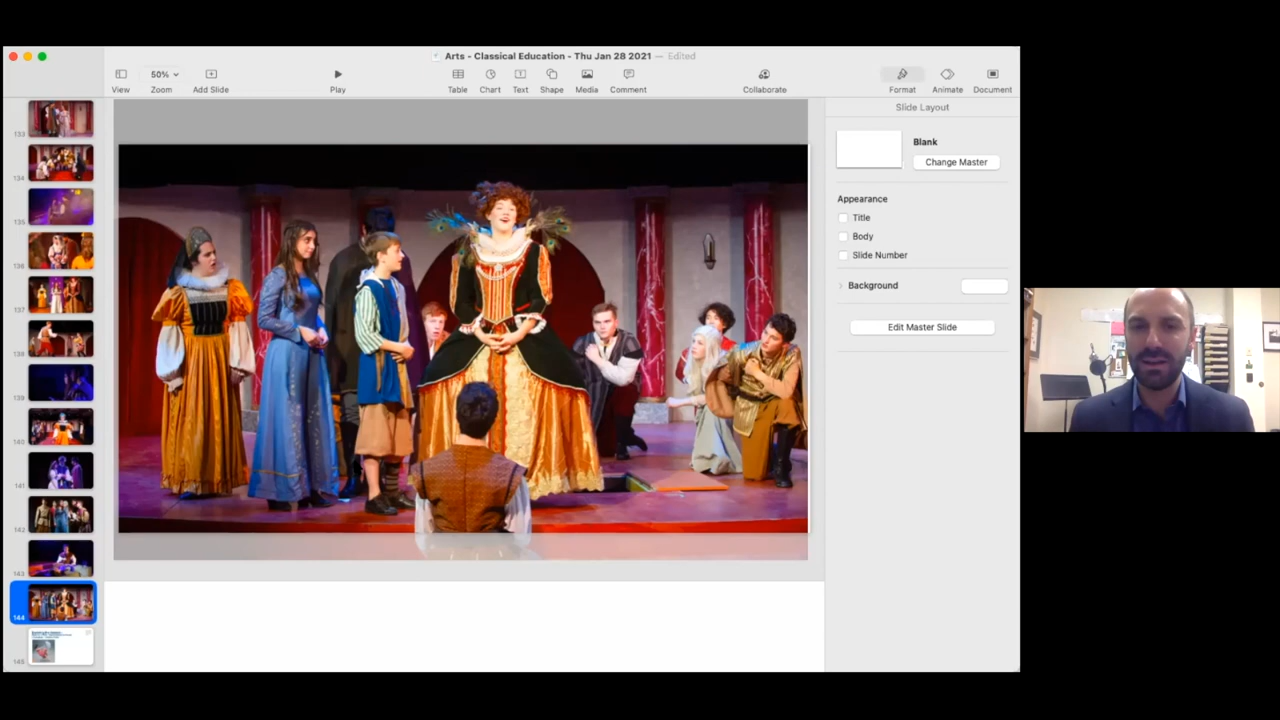 Arts - Classical Education - Thu Jan 28 2021 — Edited
50%
View Zoom Add Slide Play Table Chart Text Shape Media Comment Collaborate Format Animate Document
Slide Layout
Blank
Change Master
Appearance
Title
Body
Slide Number
Background
Edit Master Slide
133
134
135
136
137
138
139
140
141
142
143
144
145